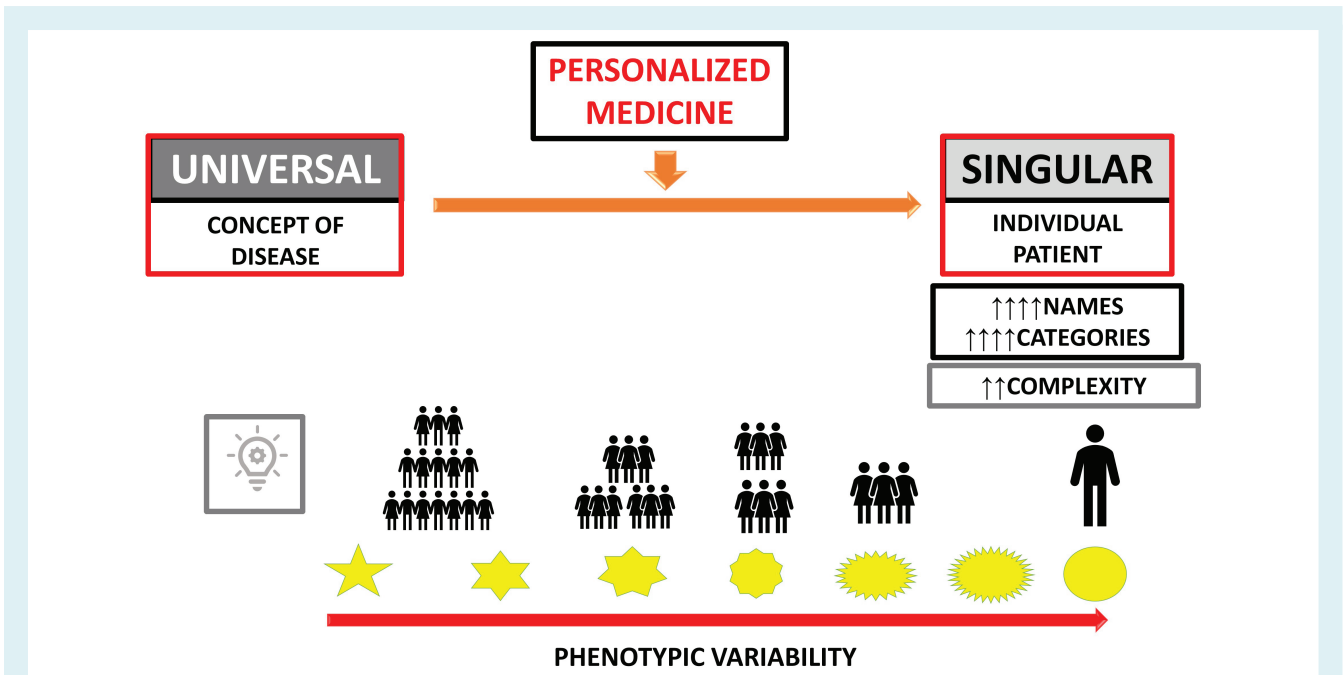 PERSONALIZED
MEDICINE
UNIVERSAL
CONCEPT OF
DISEASE
SINGULAR
INDIVIDUAL
PATIENT
↑↑↑↑NAMES
↑↑↑↑CATEGORIES
↑↑COMPLEXITY
PHENOTYPIC VARIABILITY